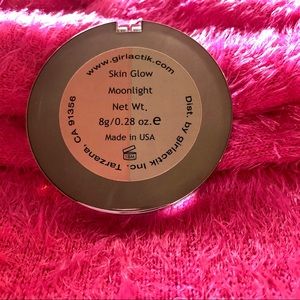 www.girlactik.com
Skin Glow
Moonlight
Net Wt.
8g/0.28 oz.e
Made in USA
Dist. by girlactik Inc. Tarzana, CA 91356